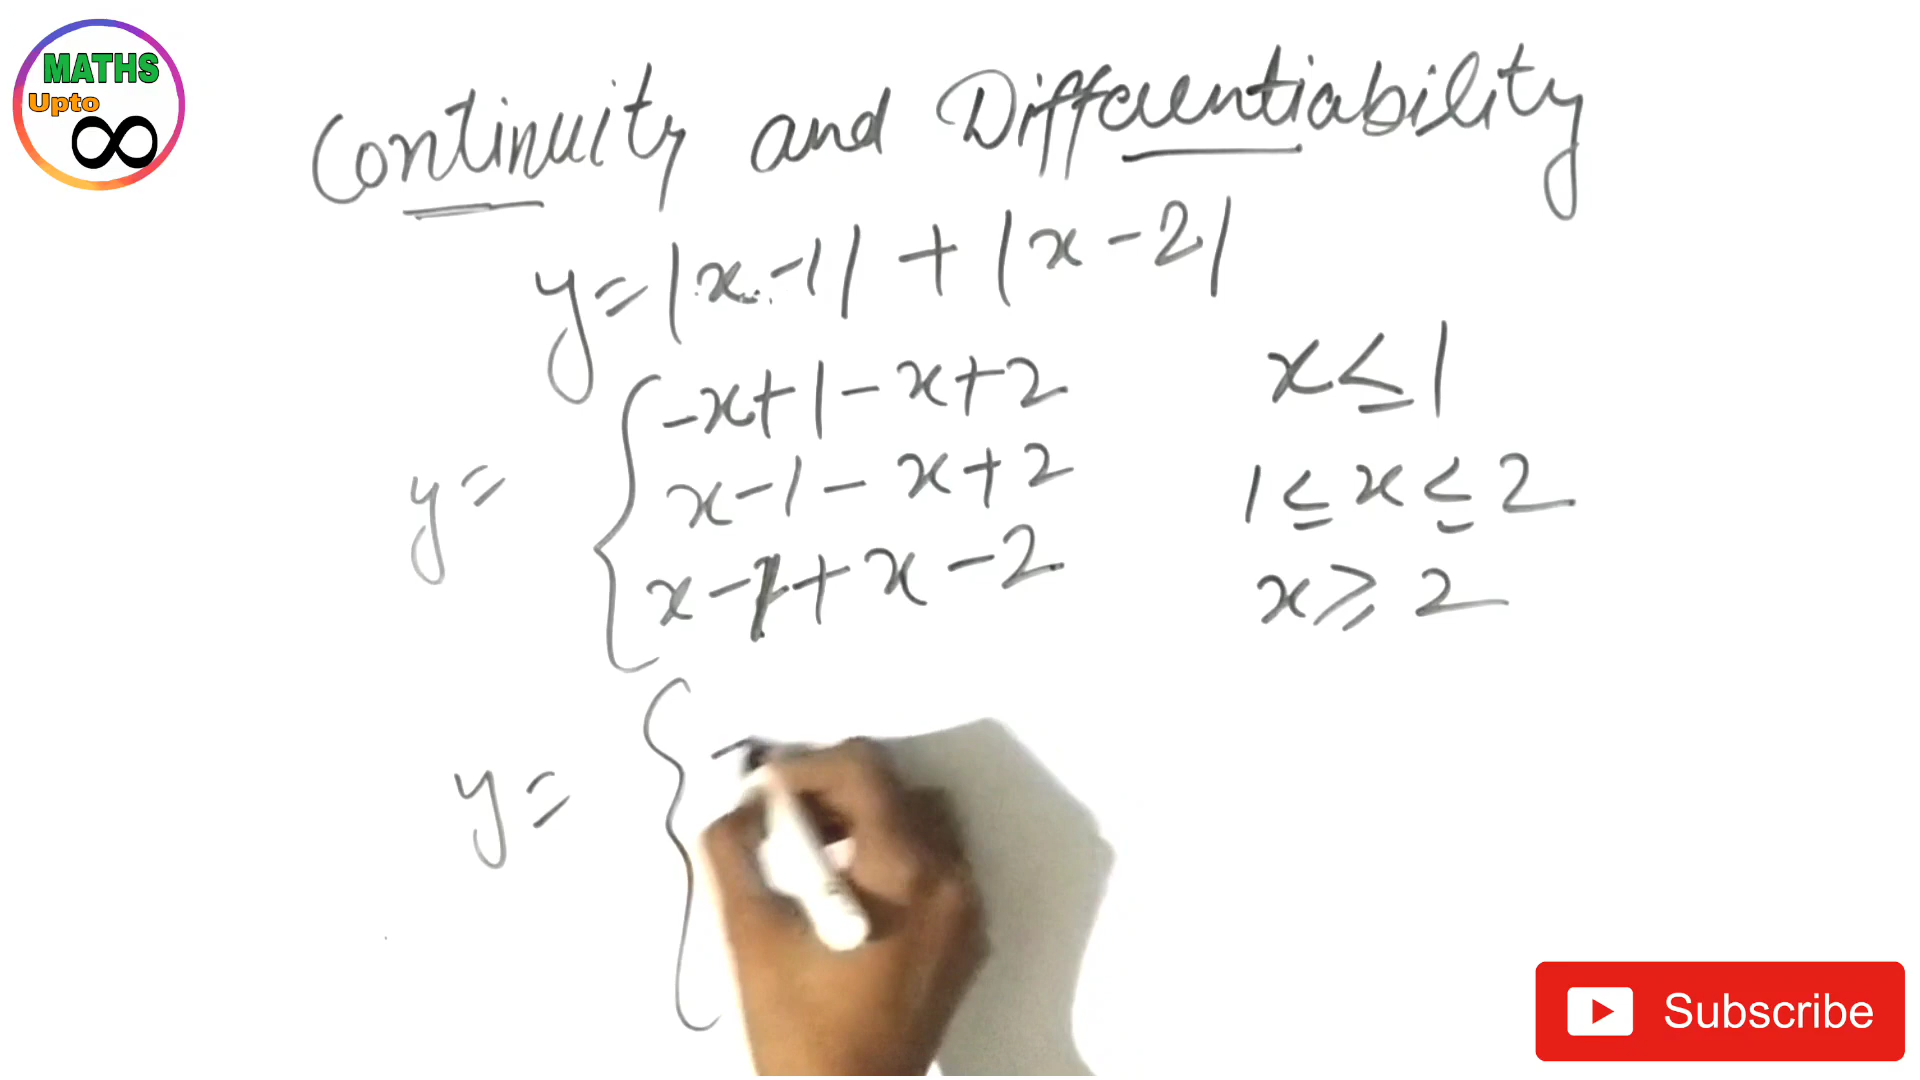 MATHS
Upto
∞
Continuity and Differentiability
y=|x-1|+|x-2|
y= { -x+1-x+2 x≤1
x-1-x+2 1≤x≤2
x-1+x-2 x≥2
y= { -
Subscribe